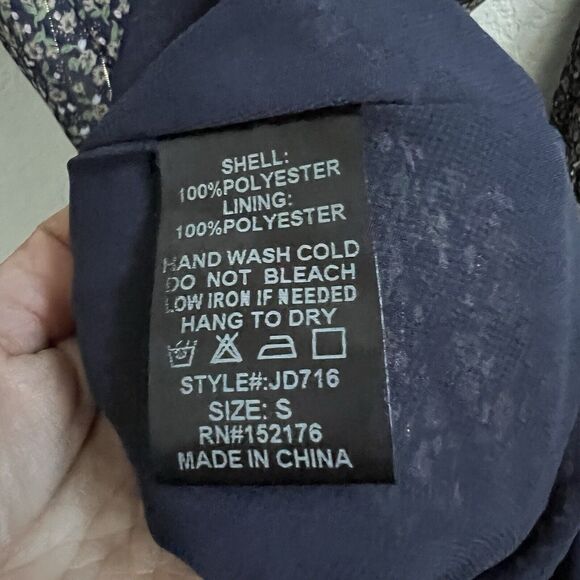 SHELL:
100%POLYESTER
LINING:
100%POLYESTER
HAND WASH COLD
DO NOT BLEACH
LOW IRON IF NEEDED
HANG TO DRY
STYLE#:JD716
SIZE: S
RN#152176
MADE IN CHINA